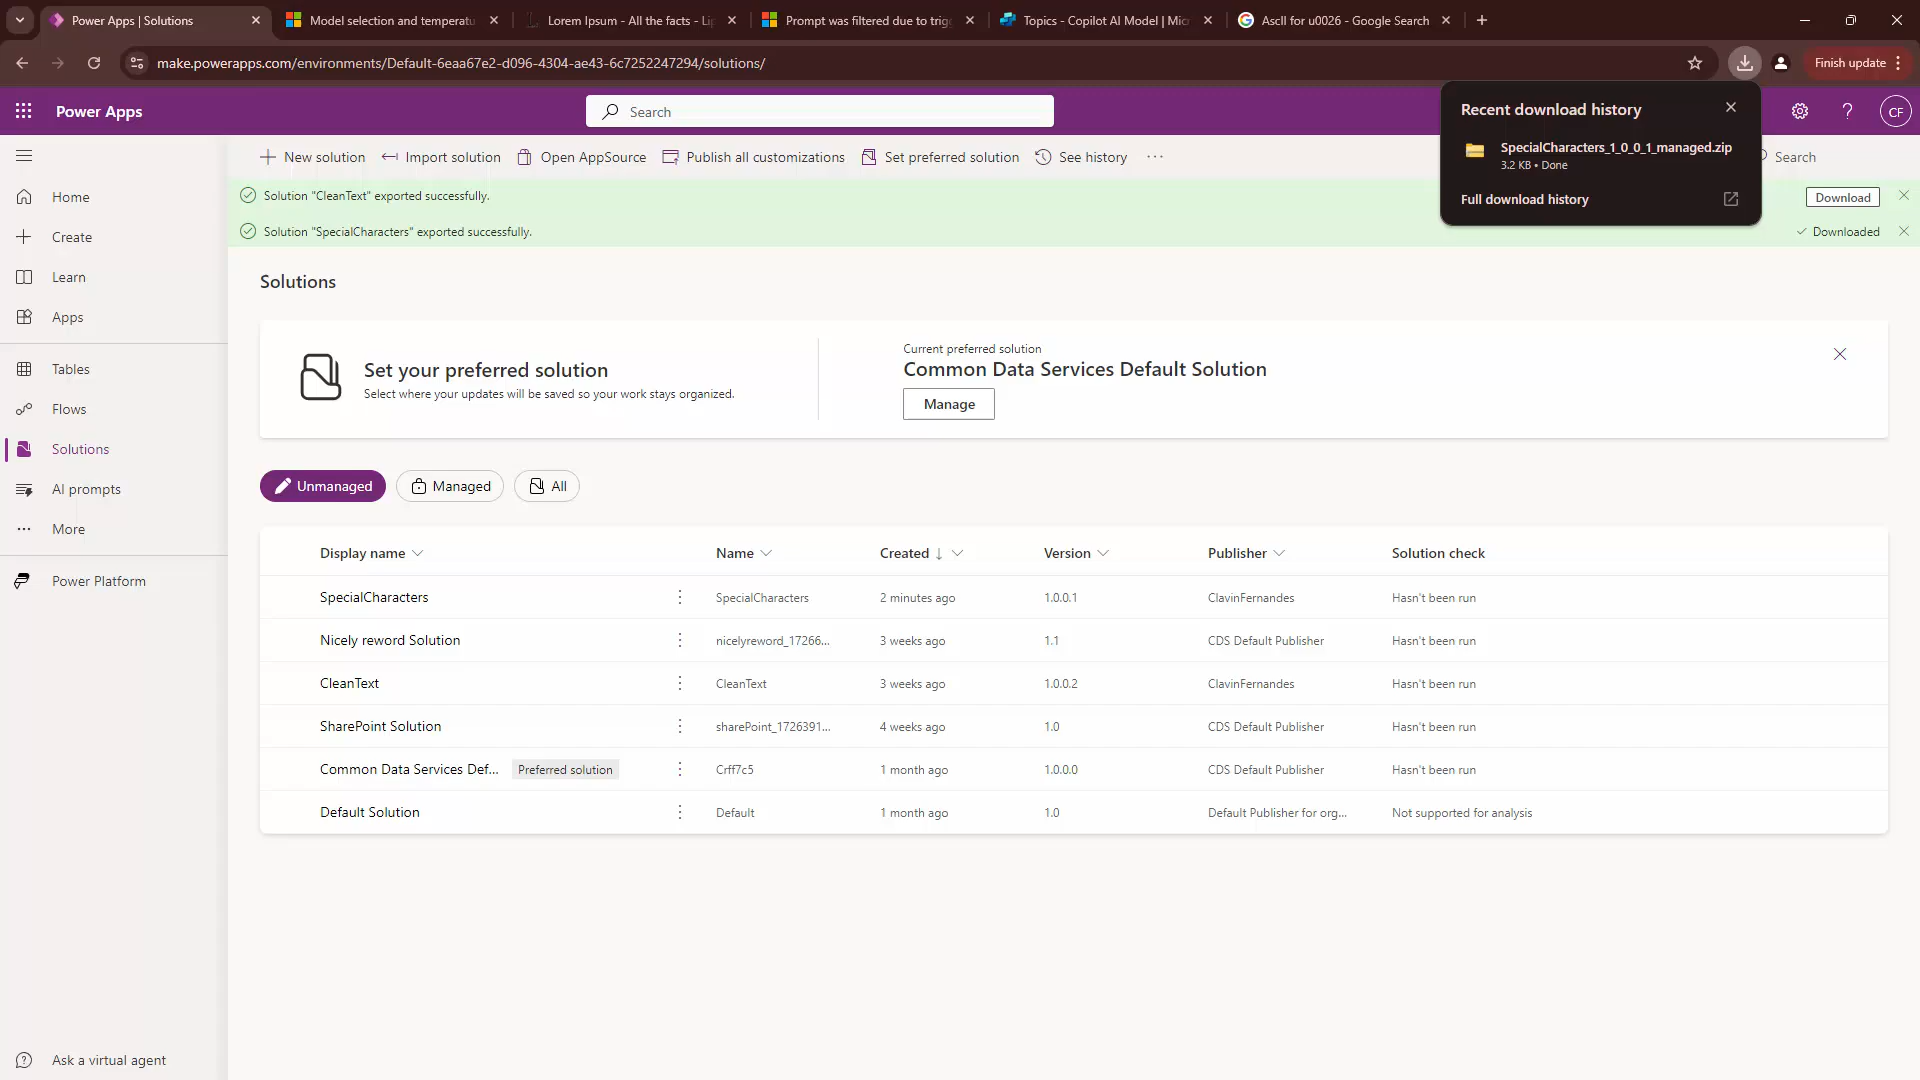 Power Apps | Solutions
Model selection and temperatu
Lorem Ipsum - All the facts - Li
Prompt was filtered due to trig
Topics - Copilot AI Model | Mic
AscII for u0026 - Google Search
make.powerapps.com/environments/Default-6eaa67e2-d096-4304-ae43-6c7252247294/solutions/
Finish update
Power Apps
Search
CF
Recent download history
SpecialCharacters_1_0_0_1_managed.zip
3.2 KB • Done
Full download history
New solution
Import solution
Open AppSource
Publish all customizations
Set preferred solution
See history
Search
Solution "CleanText" exported successfully.
Download
Solution "SpecialCharacters" exported successfully.
Downloaded
Home
Create
Learn
Apps
Tables
Flows
Solutions
AI prompts
More
Power Platform
Ask a virtual agent
Solutions
Set your preferred solution
Select where your updates will be saved so your work stays organized.
Current preferred solution
Common Data Services Default Solution
Manage
Unmanaged
Managed
All
Display name Name Created Version Publisher Solution check
SpecialCharacters SpecialCharacters 2 minutes ago 1.0.0.1 ClavinFernandes Hasn't been run
Nicely reword Solution nicelyreword_17266... 3 weeks ago 1.1 CDS Default Publisher Hasn't been run
CleanText CleanText 3 weeks ago 1.0.0.2 ClavinFernandes Hasn't been run
SharePoint Solution sharePoint_1726391... 4 weeks ago 1.0 CDS Default Publisher Hasn't been run
Common Data Services Def... Preferred solution Crff7c5 1 month ago 1.0.0.0 CDS Default Publisher Hasn't been run
Default Solution Default 1 month ago 1.0 Default Publisher for org... Not supported for analysis